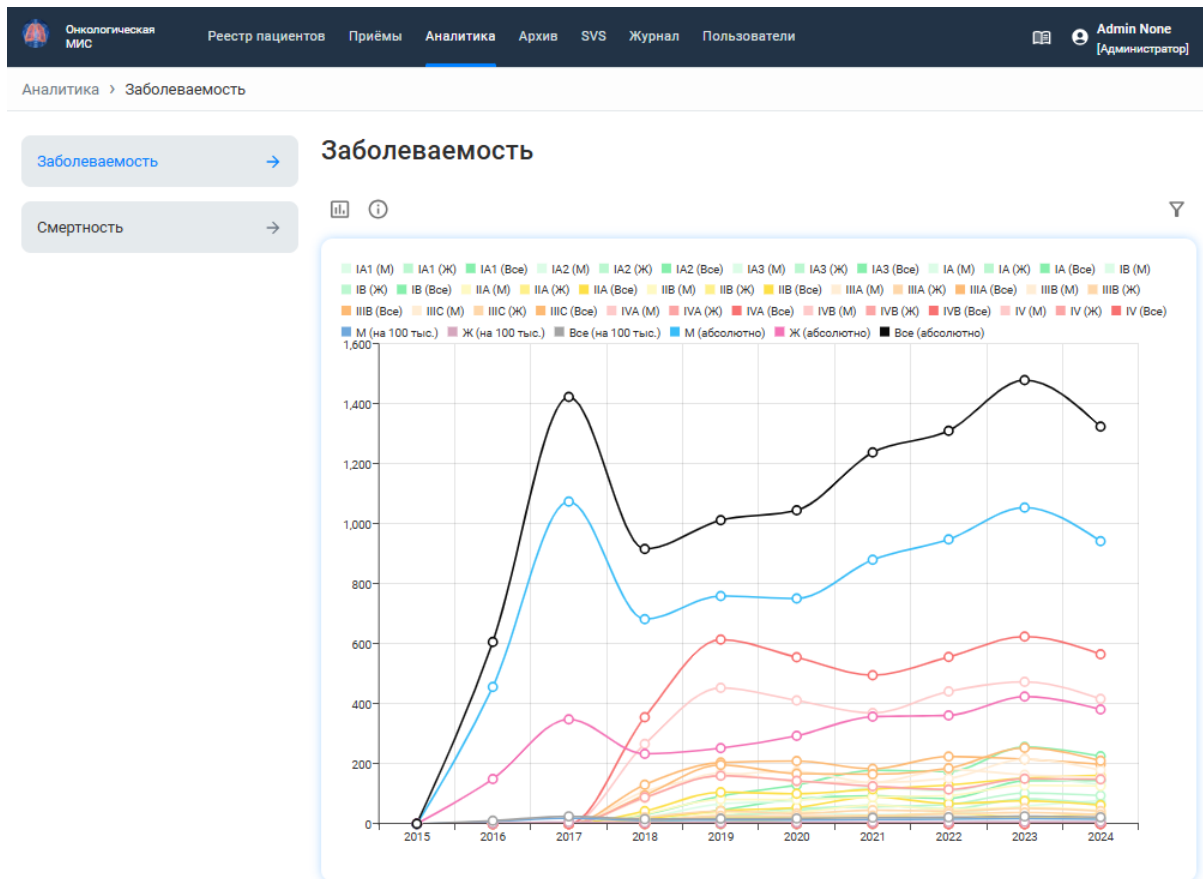 Онкологическая
МИС
Реестр пациентов Приёмы Аналитика Архив SVS Журнал Пользователи
Admin None
[Администратор]
Аналитика > Заболеваемость
Заболеваемость →
Смертность →
Заболеваемость
IA1 (М) IA1 (Ж) IA1 (Все) IA2 (М) IA2 (Ж) IA2 (Все) IA3 (М) IA3 (Ж) IA3 (Все) IA (М) IA (Ж) IA (Все) IB (М)
IB (Ж) IB (Все) IIA (М) IIA (Ж) IIA (Все) IIB (М) IIB (Ж) IIB (Все) IIIA (М) IIIA (Ж) IIIA (Все) IIIB (М) IIIB (Ж)
IIIB (Все) IIIC (М) IIIC (Ж) IIIC (Все) IVA (М) IVA (Ж) IVA (Все) IVB (М) IVB (Ж) IVB (Все) IV (М) IV (Ж) IV (Все)
М (на 100 тыс.) Ж (на 100 тыс.) Все (на 100 тыс.) М (абсолютно) Ж (абсолютно) Все (абсолютно)
1,600
1,400
1,200
1,000
800
600
400
200
0
2015 2016 2017 2018 2019 2020 2021 2022 2023 2024